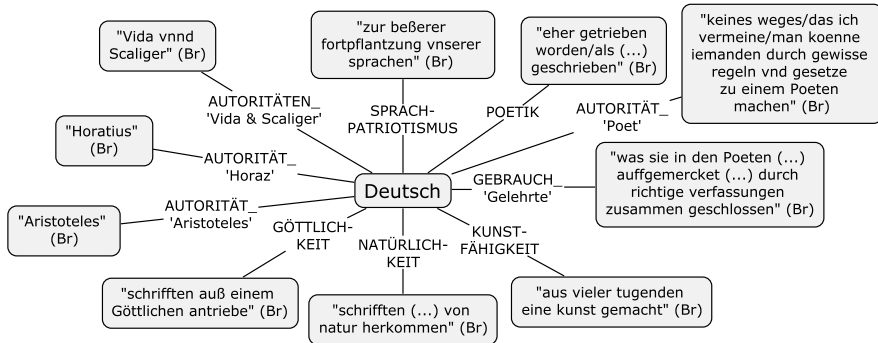 "Vida vnnd
Scaliger" (Br)
"zur beßerer
fortpflantzung vnserer
sprachen" (Br)
"eher getrieben
worden/als (...)
geschrieben" (Br)
"keines weges/das ich
vermeine/man koenne
iemanden durch gewisse
regeln vnd gesetze
zu einem Poeten
machen" (Br)
AUTORITÄTEN_
'Vida & Scaliger'
SPRACH-
PATRIOTISMUS
POETIK
AUTORITÄT_
'Poet'
"Horatius"
(Br)
AUTORITÄT_
'Horaz'
Deutsch
GEBRAUCH_
'Gelehrte'
"was sie in den Poeten (...)
auffgemercket (...) durch
richtige verfassungen
zusammen geschlossen" (Br)
"Aristoteles"
(Br)
AUTORITÄT_
'Aristoteles'
GÖTTLICH-
KEIT
NATÜRLICH-
KEIT
KUNST-
FÄHIGKEIT
"schrifften auß einem
Göttlichen antriebe" (Br)
"schrifften (...) von
natur herkommen" (Br)
"aus vieler tugenden
eine kunst gemacht" (Br)